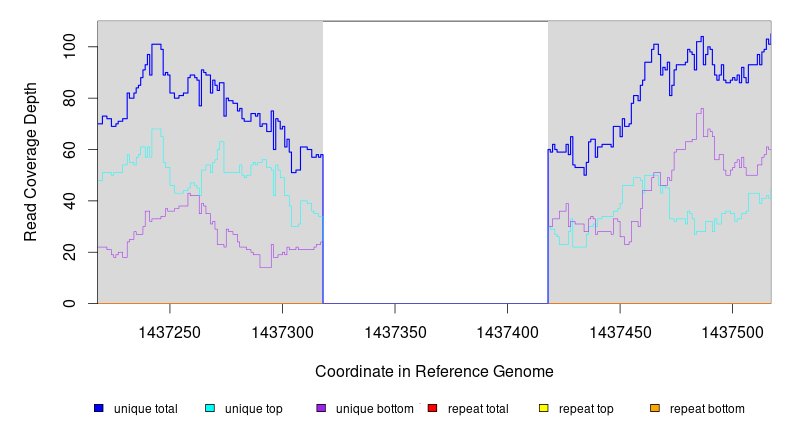 Read Coverage Depth
100
80
60
40
20
0
1437250 1437300 1437350 1437400 1437450 1437500
Coordinate in Reference Genome
unique total unique top unique bottom repeat total repeat top repeat bottom